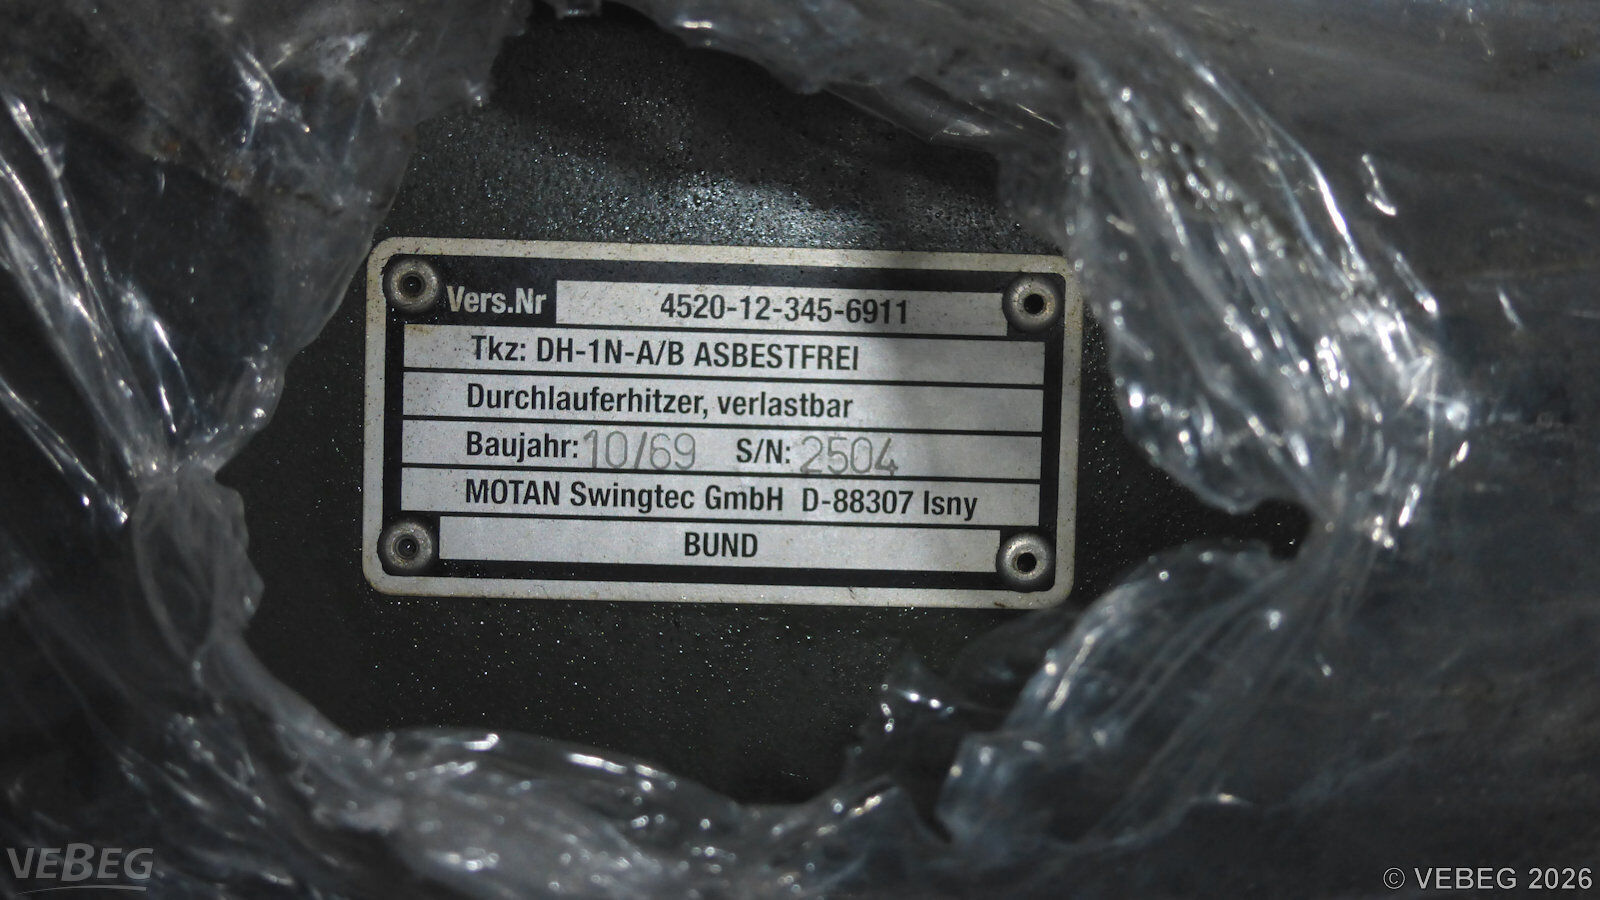 Vers.Nr 4520-12-345-6911
Tkz: DH-1N-A/B ASBESTFREI
Durchlauferhitzer, verlastbar
Baujahr: 10/69 S/N: 2504
MOTAN Swingtec GmbH D-88307 Isny
BUND
VEBEG
© VEBEG 2026